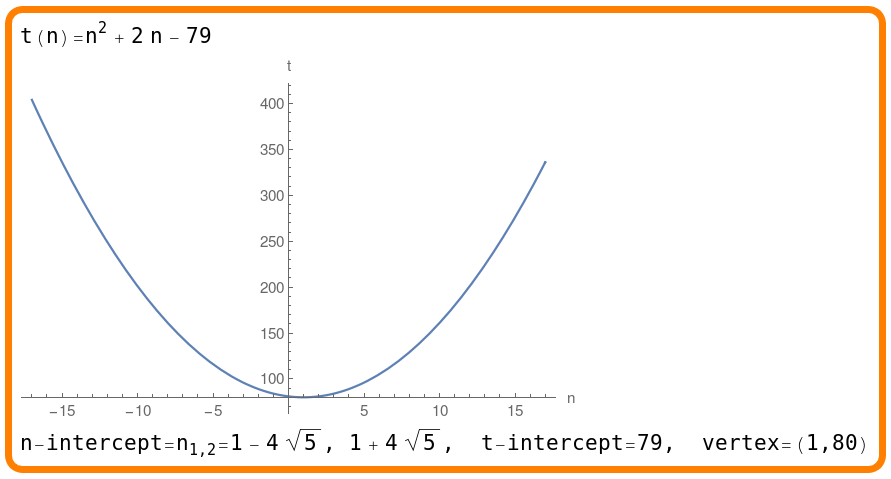 t(n)=n² + 2 n − 79
t
400
350
300
250
200
150
100
−15 −10 −5 5 10 15 n
n−intercept=n₁,₂=1 − 4 √5, 1 + 4 √5, t−intercept=79, vertex=(1,80)